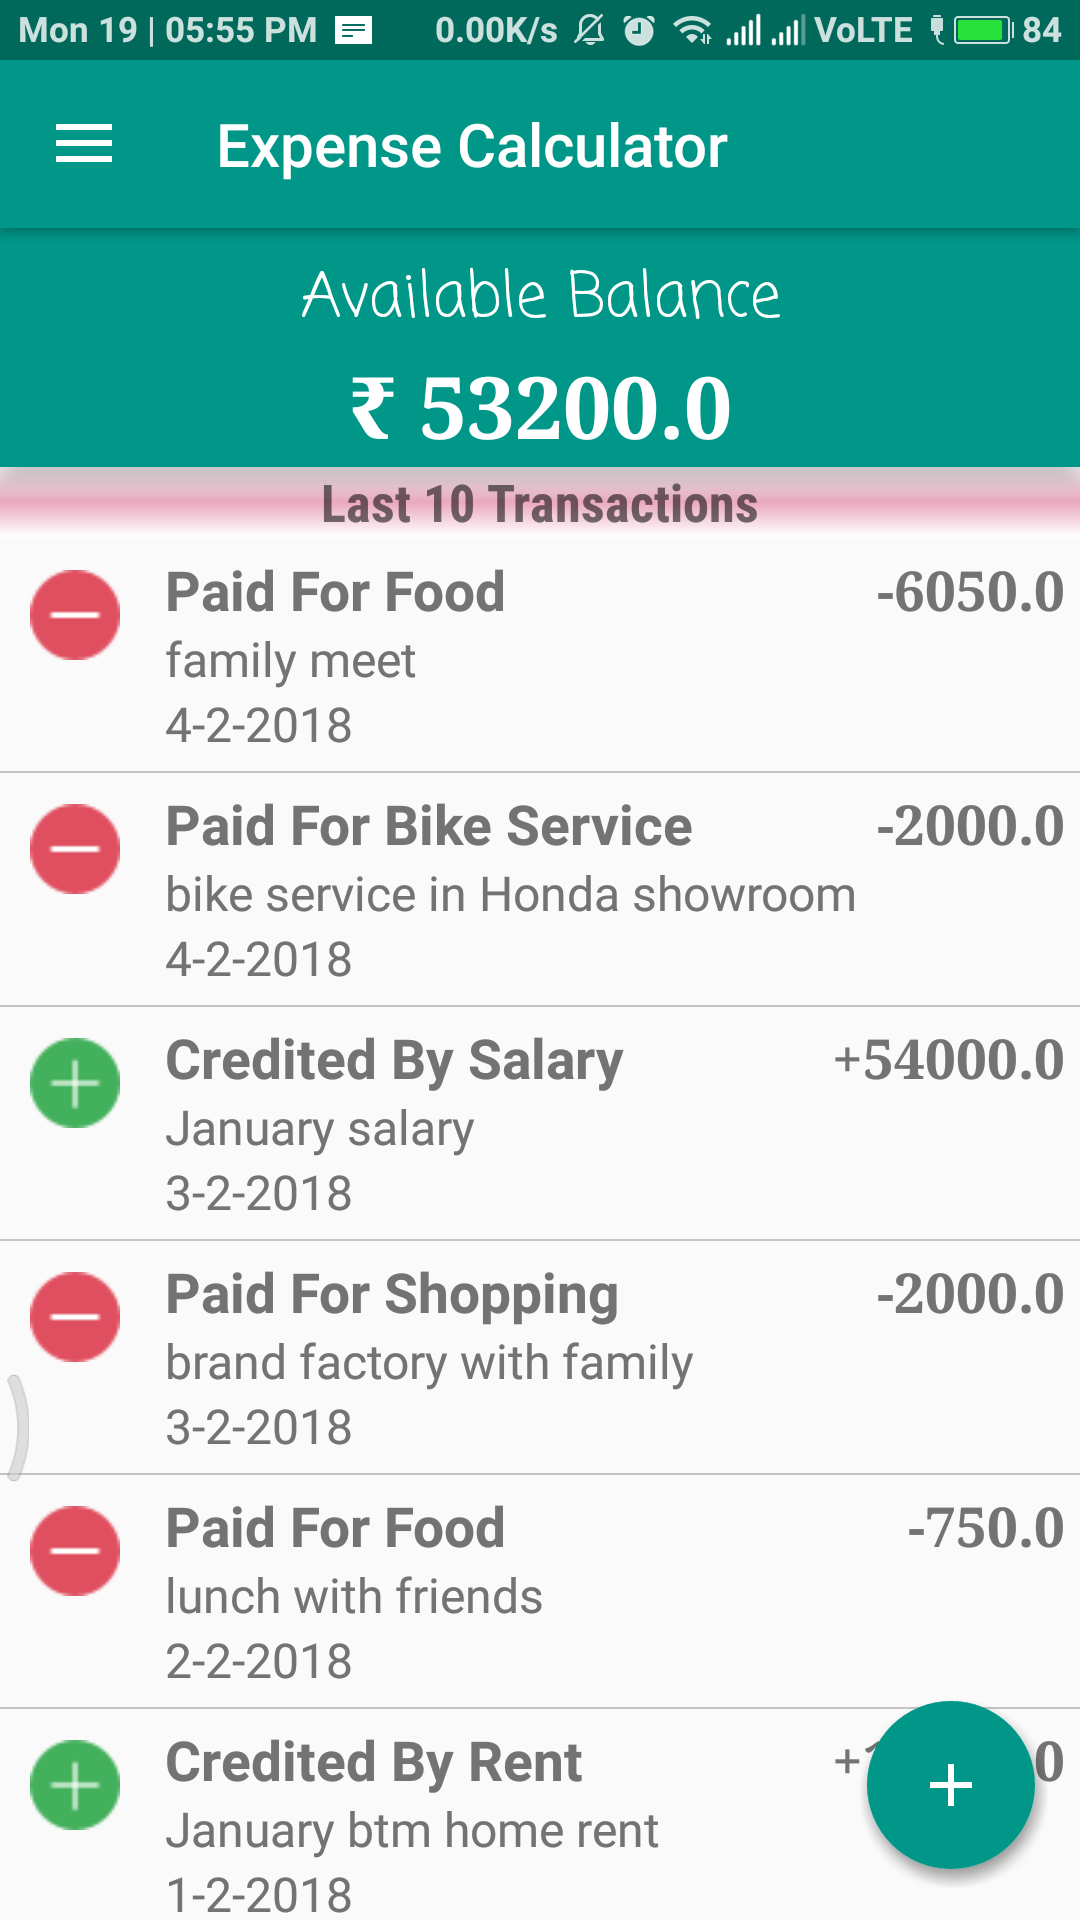 Mon 19 | 05:55 PM 0.00K/s VoLTE 84
Expense Calculator
Available Balance
₹ 53200.0
Last 10 Transactions
Paid For Food -6050.0
family meet
4-2-2018
Paid For Bike Service -2000.0
bike service in Honda showroom
4-2-2018
Credited By Salary +54000.0
January salary
3-2-2018
Paid For Shopping -2000.0
brand factory with family
3-2-2018
Paid For Food -750.0
lunch with friends
2-2-2018
Credited By Rent
January btm home rent
1-2-2018